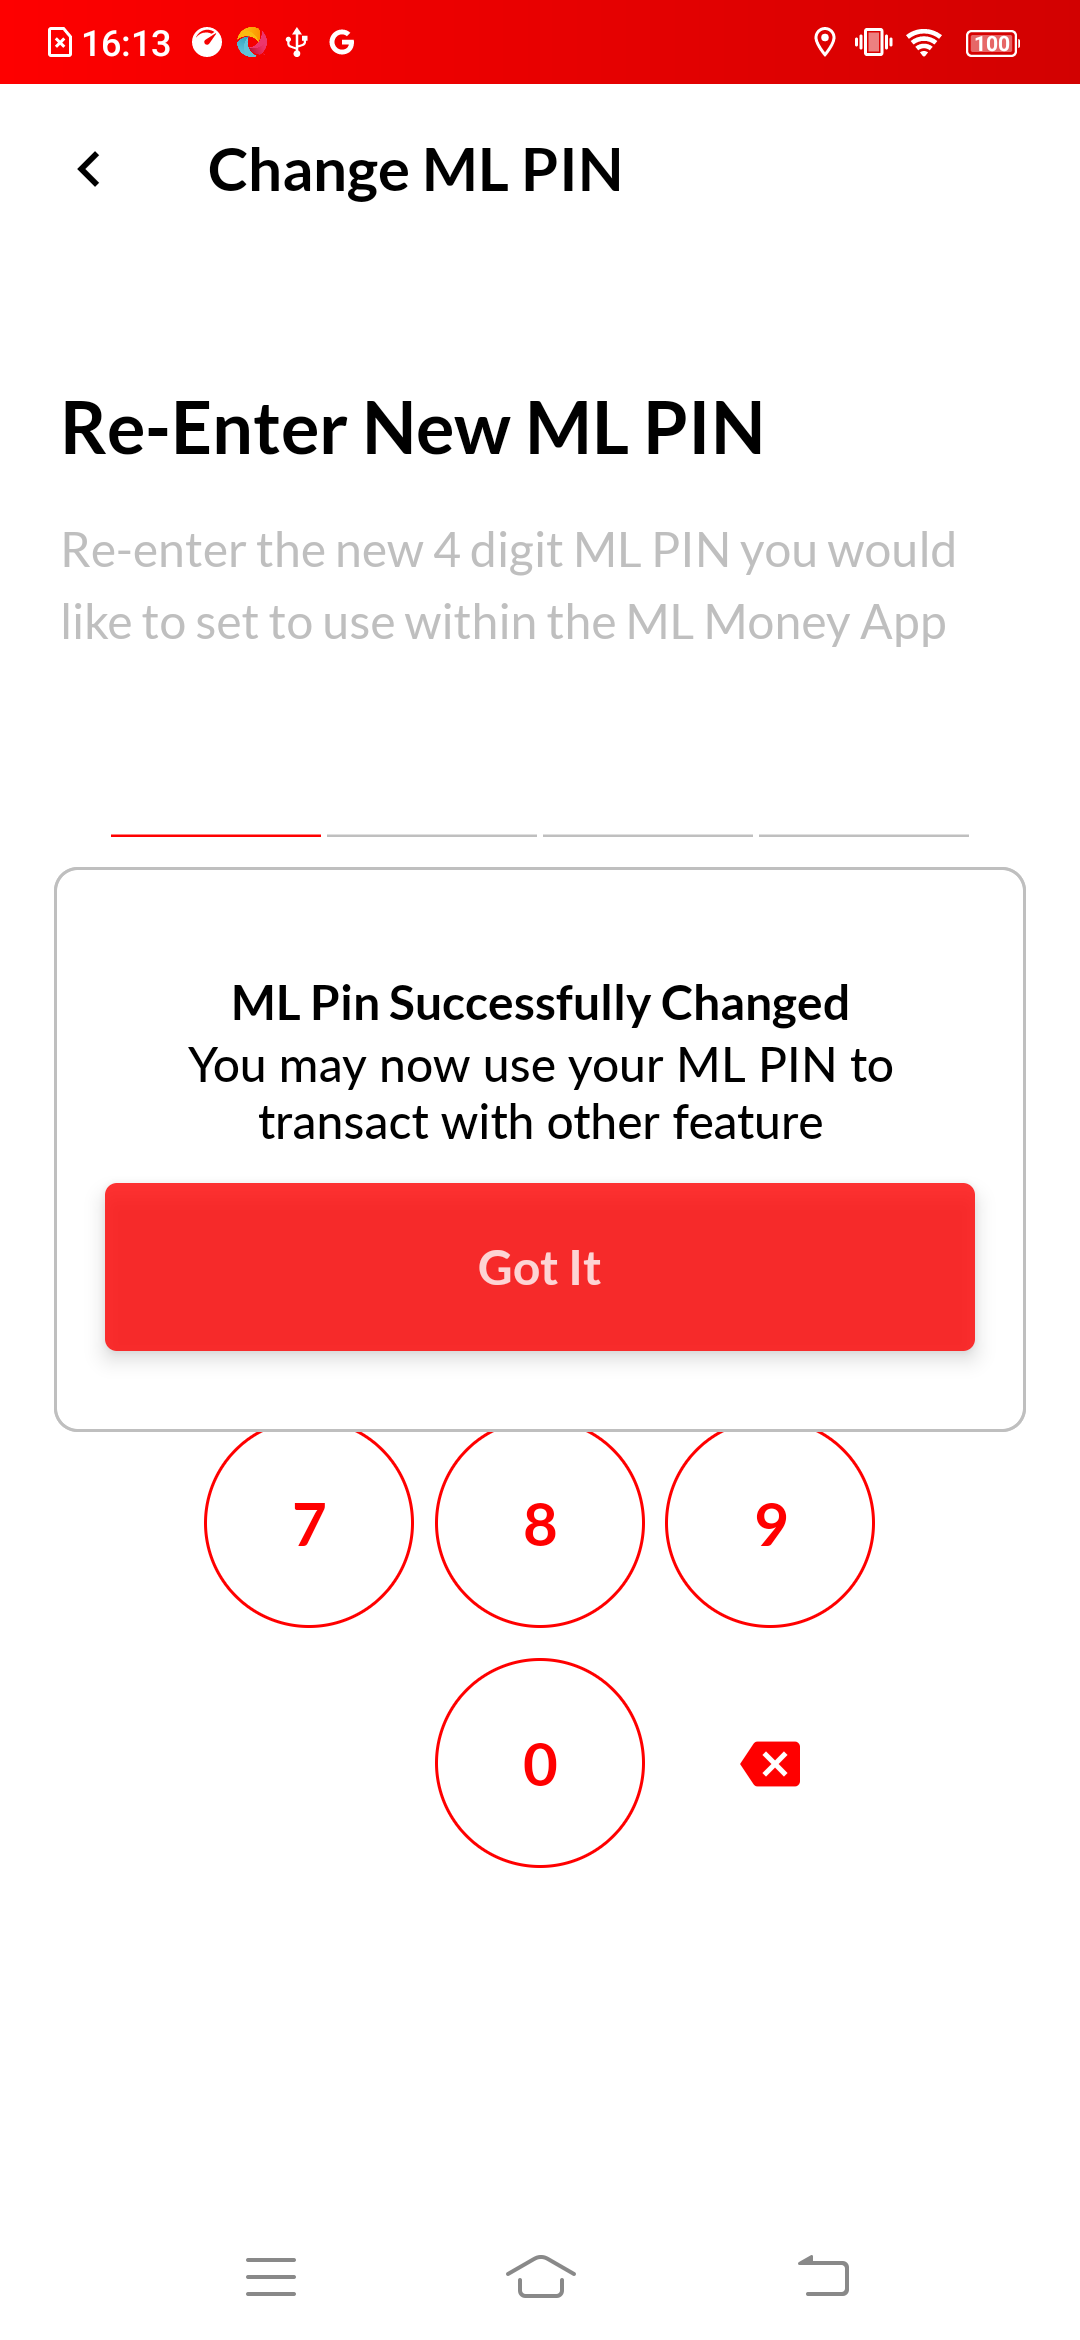 16:13
100
Change ML PIN
Re-Enter New ML PIN
Re-enter the new 4 digit ML PIN you would
like to set to use within the ML Money App
ML Pin Successfully Changed
You may now use your ML PIN to
transact with other feature
Got It
7 8 9
0